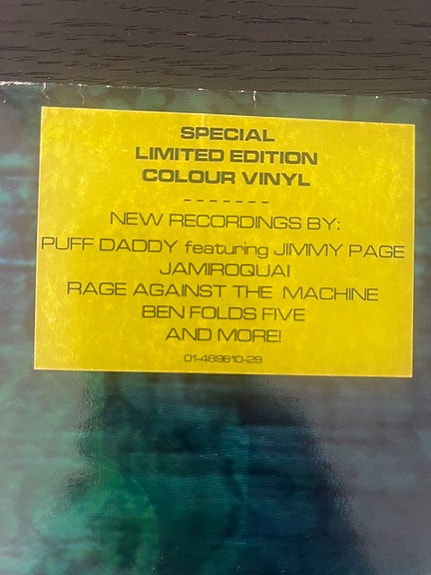 SPECIAL
LIMITED EDITION
COLOUR VINYL
- - - - - - -
NEW RECORDINGS BY:
PUFF DADDY featuring JIMMY PAGE
JAMIROQUAI
RAGE AGAINST THE MACHINE
BEN FOLDS FIVE
AND MORE!
01-489610-29